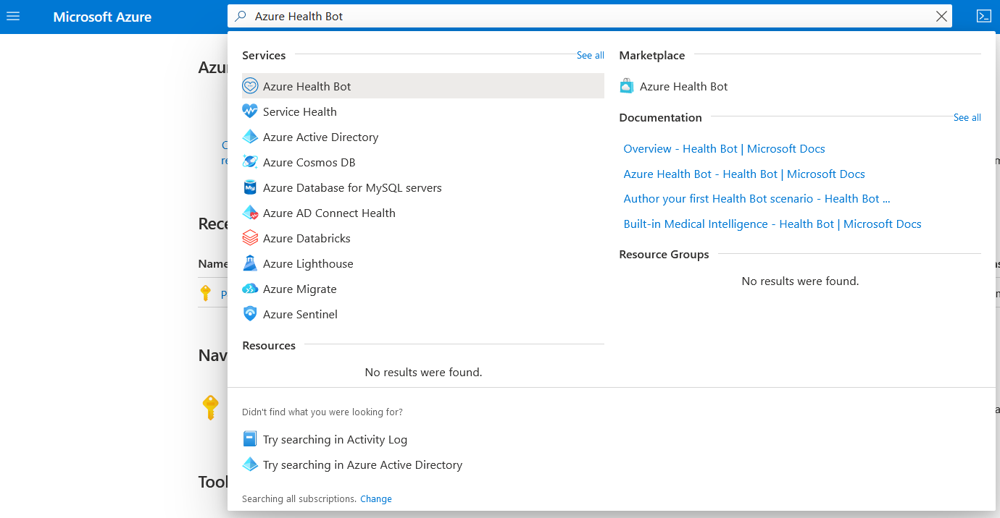 Microsoft Azure
Azure Health Bot
Services
See all
Azure Health Bot
Service Health
Azure Active Directory
Azure Cosmos DB
Azure Database for MySQL servers
Azure AD Connect Health
Azure Databricks
Azure Lighthouse
Azure Migrate
Azure Sentinel
Resources
No results were found.
Marketplace
Azure Health Bot
Documentation
See all
Overview - Health Bot | Microsoft Docs
Azure Health Bot - Health Bot | Microsoft Docs
Author your first Health Bot scenario - Health Bot ...
Built-in Medical Intelligence - Health Bot | Microsoft Docs
Resource Groups
No results were found.
Didn't find what you were looking for?
Try searching in Activity Log
Try searching in Azure Active Directory
Searching all subscriptions. Change
Name